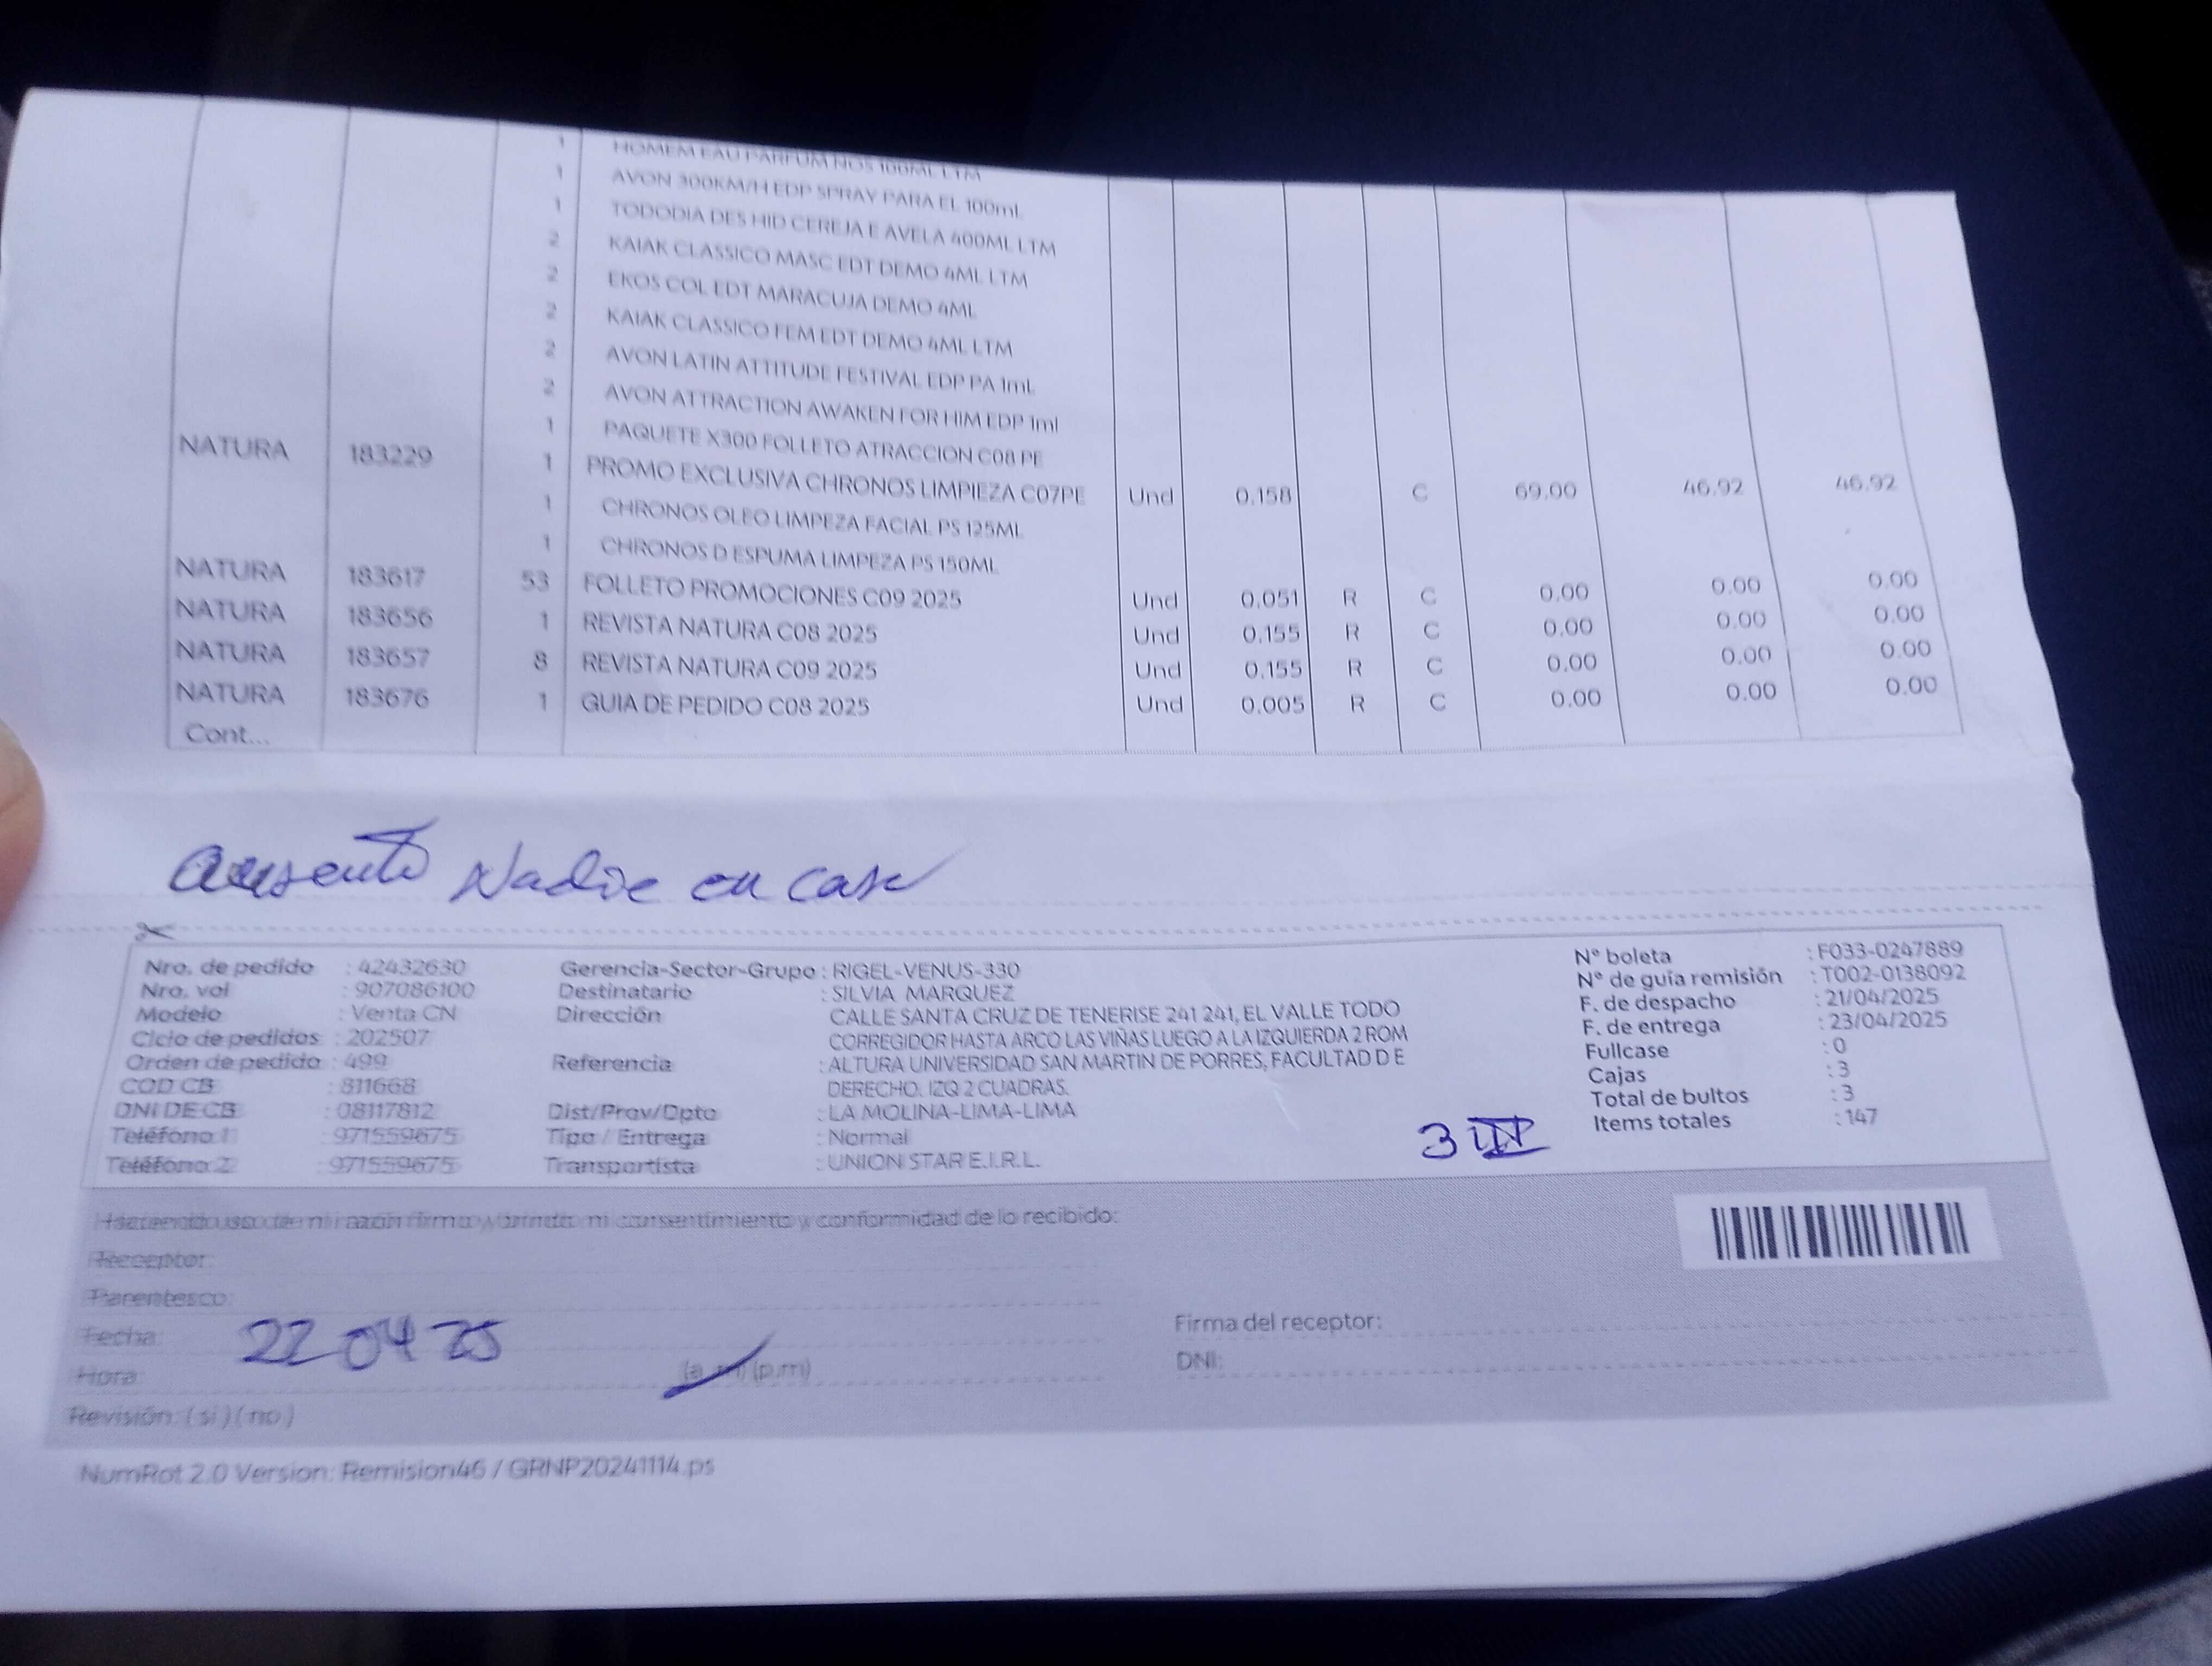 1 HOMEM EAU PARFUM NOS 100ML LTM
1 AVON 300KM/H EDP SPRAY PARA EL 100mL
1 TODODIA DES HID CEREJA E AVELA 400ML LTM
2 KAIAK CLASSICO MASC EDT DEMO 4ML LTM
2 EKOS COL EDT MARACUJA DEMO 4ML
2 KAIAK CLASSICO FEM EDT DEMO 4ML LTM
2 AVON LATIN ATTITUDE FESTIVAL EDP PA 1mL
2 AVON ATTRACTION AWAKEN FOR HIM EDP 1ml
1 PAQUETE X300 FOLLETO ATRACCION C08 PE
NATURA 183229 1 PROMO EXCLUSIVA CHRONOS LIMPIEZA C07PE Und 0.158 C 69.00 46.92 46.92
1 CHRONOS OLEO LIMPEZA FACIAL PS 125ML
1 CHRONOS D ESPUMA LIMPEZA PS 150ML
NATURA 183617 53 FOLLETO PROMOCIONES C09 2025 Und 0.051 R C 0.00 0.00 0.00
NATURA 183656 1 REVISTA NATURA C08 2025 Und 0.155 R C 0.00 0.00 0.00
NATURA 183657 8 REVISTA NATURA C09 2025 Und 0.155 R C 0.00 0.00 0.00
NATURA 183676 1 GUIA DE PEDIDO C08 2025 Und 0.005 R C 0.00 0.00 0.00
Cont...
ausente Nadie en casa
Nro. de pedido : 42432630 Gerencia-Sector-Grupo : RIGEL-VENUS-330 N° boleta : F033-0247889
Nro. vol : 907086100 Destinatario : SILVIA MARQUEZ N° de guía remisión : T002-0138092
Modelo : Venta CN Dirección CALLE SANTA CRUZ DE TENERISE 241 241, EL VALLE TODO F. de despacho : 21/04/2025
Ciclo de pedidos : 202507 CORREGIDOR HASTA ARCO LAS VIÑAS LUEGO A LA IZQUIERDA 2 ROM F. de entrega : 23/04/2025
Orden de pedido : 499 Referencia : ALTURA UNIVERSIDAD SAN MARTIN DE PORRES, FACULTAD D E Fullcase : 0
COD CB : 811668 DERECHO. IZQ 2 CUADRAS. Cajas : 3
DNI DE CB : 08117812 Dist/Prov/Dpto : LA MOLINA-LIMA-LIMA Total de bultos : 3
Teléfono 1 : 971559675 Tipo / Entrega : Normal Items totales : 147
Teléfono 2 : 971559675 Transportista : UNION STAR E.I.R.L.
3
Haciendo uso de mi razón firmo y brindo mi consentimiento y conformidad de lo recibido:
Receptor:
Parentesco:
Fecha: 22 04 25 Firma del receptor:
Hora: (a.m) (p.m) DNI:
Revisión: ( si ) ( no )
NumRot 2.0 Version: Remision46 / GRNP20241114.ps